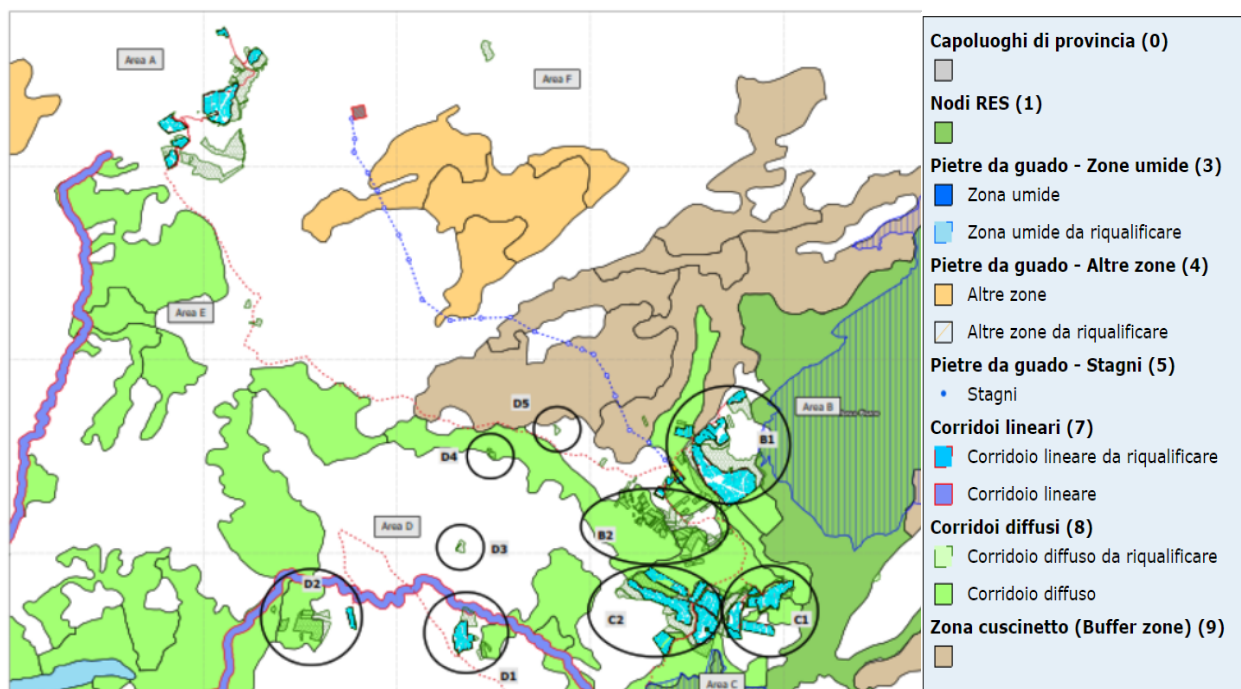 Area A
Area F
Area E
Area B
D5
B1
D4
Area D
B2
D3
D2
C2
C1
D1
Area C
Capoluoghi di provincia (0)
Nodi RES (1)
Pietre da guado - Zone umide (3)
Zona umide
Zona umide da riqualificare
Pietre da guado - Altre zone (4)
Altre zone
Altre zone da riqualificare
Pietre da guado - Stagni (5)
Stagni
Corridoi lineari (7)
Corridoio lineare da riqualificare
Corridoio lineare
Corridoi diffusi (8)
Corridoio diffuso da riqualificare
Corridoio diffuso
Zona cuscinetto (Buffer zone) (9)